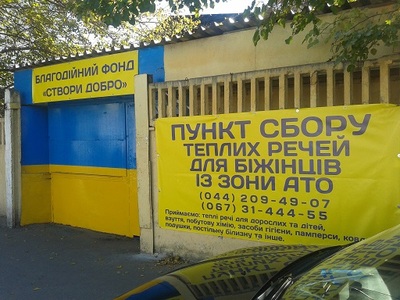 БЛАГОДІЙНИЙ ФОНД
«СТВОРИ ДОБРО»
ПУНКТ СБОРУ
ТЕПЛИХ РЕЧЕЙ
ДЛЯ БІЖІНЦІВ
ІЗ ЗОНИ АТО
(044) 209-49-07
(067) 31-444-55
Приймаємо: теплі речі для дорослих та дітей,
взуття, побутову хімію, засоби гігієни, памперси, ковд
подушки, постільну білизну та інше.